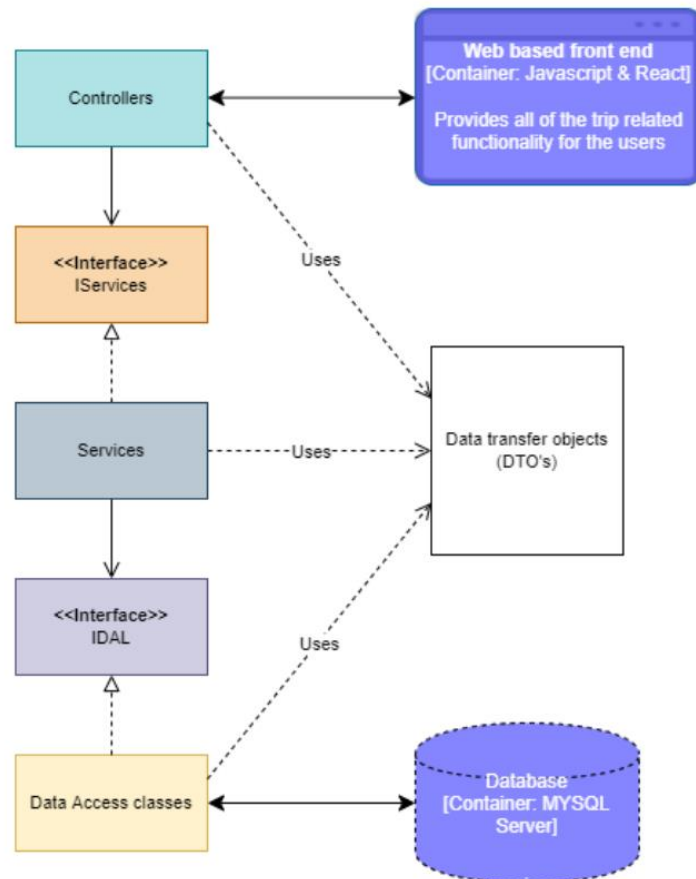 Controllers
Web based front end
[Container: Javascript & React]
Provides all of the trip related
functionality for the users
<<Interface>>
IServices
Uses
Services
Uses
Data transfer objects
(DTO's)
<<Interface>>
IDAL
Uses
Data Access classes
Database
[Container: MYSQL
Server]